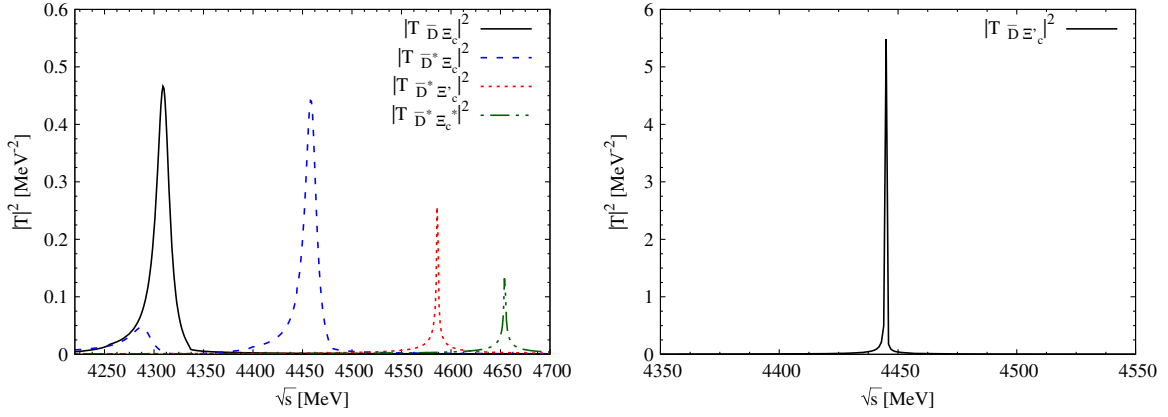 |T D̄ Ξc|²
|T D̄* Ξc|²
|T D̄* Ξ'c|²
|T D̄* Ξc*|²
0.6
0.5
0.4
0.3
0.2
0.1
0
|T|² [MeV⁻²]
4250 4300 4350 4400 4450 4500 4550 4600 4650 4700
√s [MeV]
|T D̄ Ξ'c|²
6
5
4
3
2
1
0
|T|² [MeV⁻²]
4350 4400 4450 4500 4550
√s [MeV]